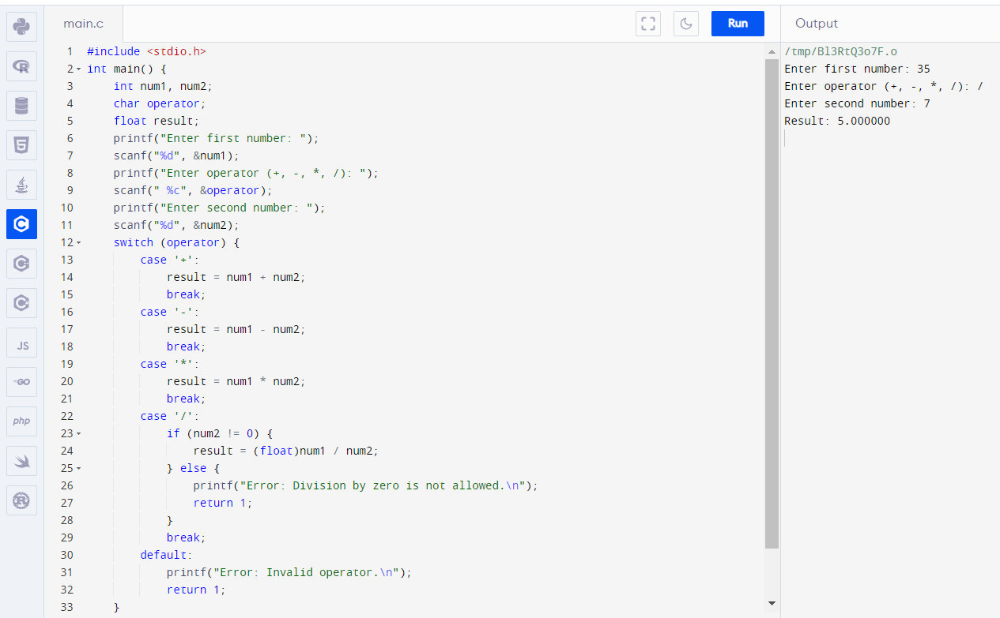 main.c
Run
Output
R
5
C
C
C
JS
GO
php
R
1 #include <stdio.h>
2 int main() {
3     int num1, num2;
4     char operator;
5     float result;
6     printf("Enter first number: ");
7     scanf("%d", &num1);
8     printf("Enter operator (+, -, *, /): ");
9     scanf(" %c", &operator);
10     printf("Enter second number: ");
11     scanf("%d", &num2);
12     switch (operator) {
13         case '+':
14             result = num1 + num2;
15             break;
16         case '-':
17             result = num1 - num2;
18             break;
19         case '*':
20             result = num1 * num2;
21             break;
22         case '/':
23             if (num2 != 0) {
24                 result = (float)num1 / num2;
25             } else {
26                 printf("Error: Division by zero is not allowed.\n");
27                 return 1;
28             }
29             break;
30         default:
31             printf("Error: Invalid operator.\n");
32             return 1;
33     }
/tmp/Bl3RtQ3o7F.o
Enter first number: 35
Enter operator (+, -, *, /): /
Enter second number: 7
Result: 5.000000